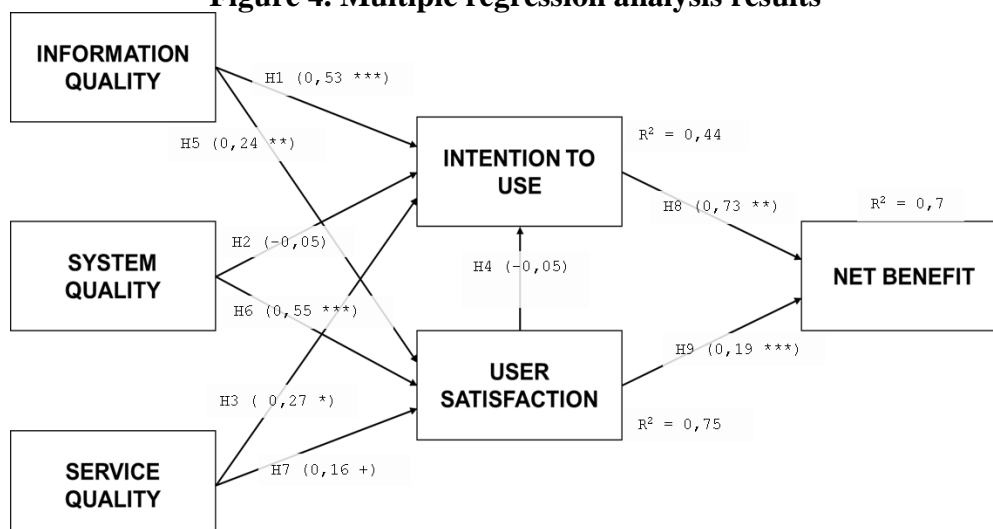 Figure 4. Multiple regression analysis results
INFORMATION
QUALITY
H1 (0,53 ***)
H5 (0,24 **)
INTENTION TO
USE
R² = 0,44
H8 (0,73 **)
R² = 0,7
SYSTEM
QUALITY
H2 (-0,05)
H4 (-0,05)
NET BENEFIT
H6 (0,55 ***)
H9 (0,19 ***)
USER
SATISFACTION
H3 ( 0,27 *)
R² = 0,75
SERVICE
QUALITY
H7 (0,16 +)